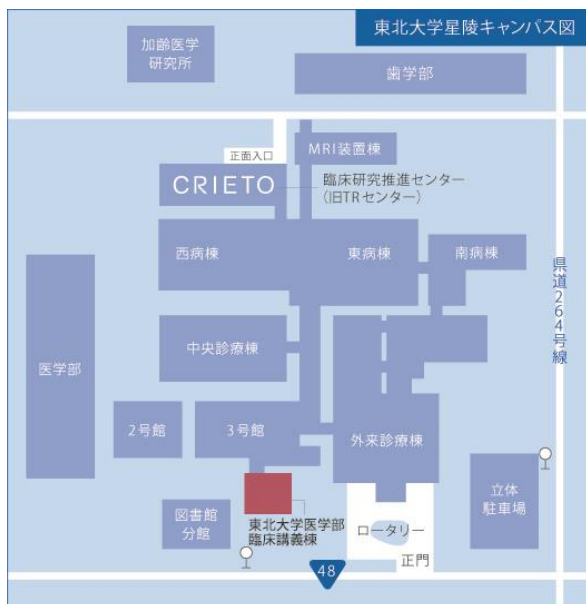 東北大学星陵キャンパス図
加齢医学
研究所
歯学部
正面入口
MRI装置棟
CRIETO
臨床研究推進センター
(旧TRセンター)
西病棟
東病棟
南病棟
県道264号線
中央診療棟
医学部
2号館
3号館
外来診療棟
立体
駐車場
図書館
分館
東北大学医学部
臨床講義棟
ロータリー
正門
48